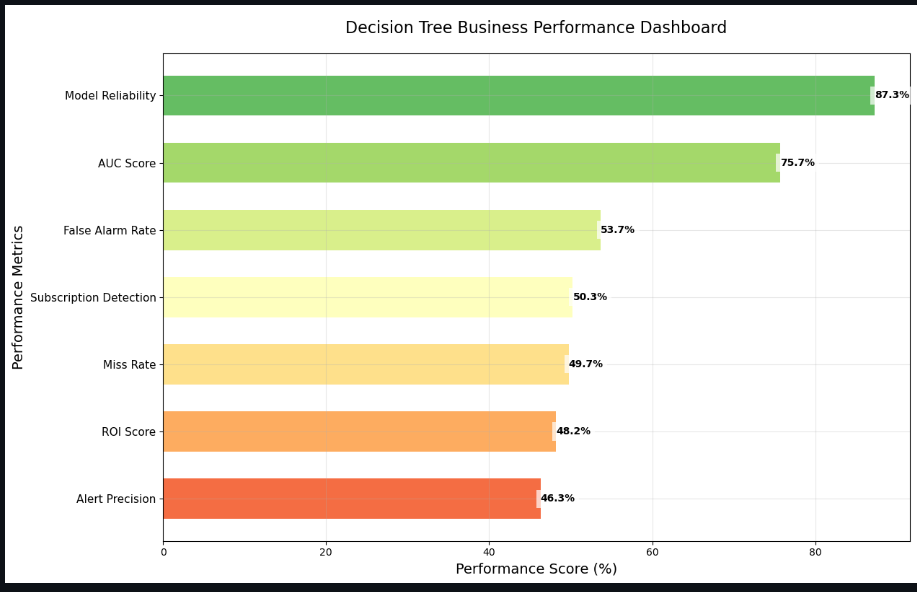 Decision Tree Business Performance Dashboard
Performance Metrics
Model Reliability
87.3%
AUC Score
75.7%
False Alarm Rate
53.7%
Subscription Detection
50.3%
Miss Rate
49.7%
ROI Score
48.2%
Alert Precision
46.3%
0 20 40 60 80
Performance Score (%)